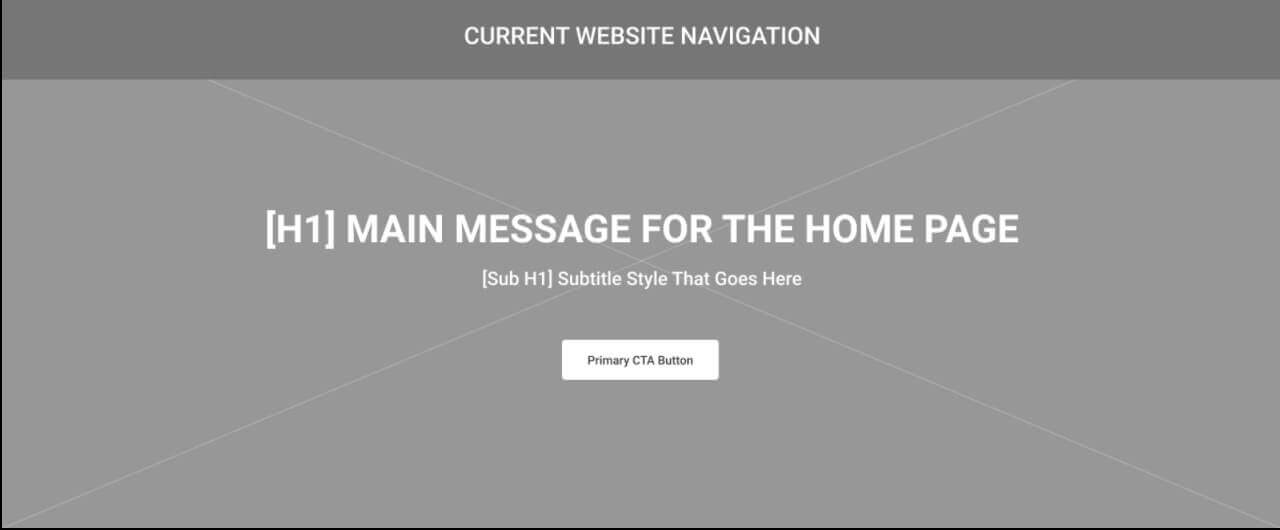 CURRENT WEBSITE NAVIGATION
[H1] MAIN MESSAGE FOR THE HOME PAGE
[Sub H1] Subtitle Style That Goes Here
Primary CTA Button